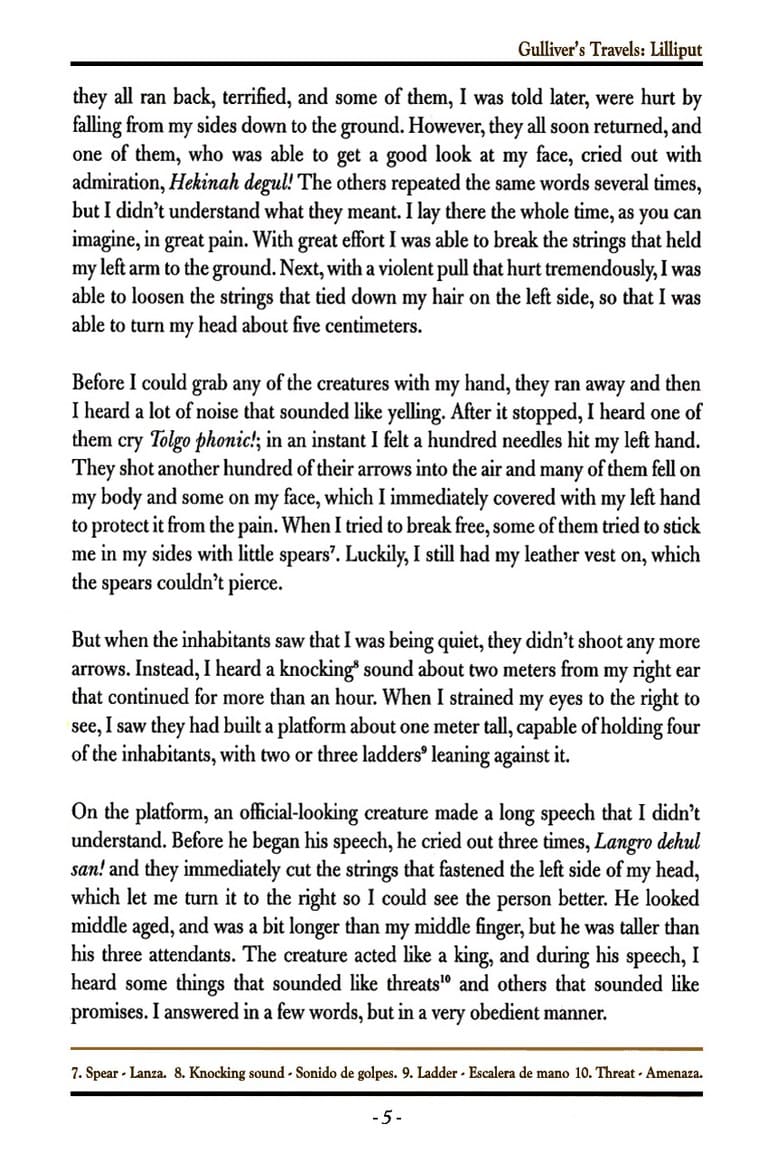 Gulliver's Travels: Lilliput
they all ran back, terrified, and some of them, I was told later, were hurt by
falling from my sides down to the ground. However, they all soon returned, and
one of them, who was able to get a good look at my face, cried out with
admiration, Hekinah degul! The others repeated the same words several times,
but I didn't understand what they meant. I lay there the whole time, as you can
imagine, in great pain. With great effort I was able to break the strings that held
my left arm to the ground. Next, with a violent pull that hurt tremendously, I was
able to loosen the strings that tied down my hair on the left side, so that I was
able to turn my head about five centimeters.
Before I could grab any of the creatures with my hand, they ran away and then
I heard a lot of noise that sounded like yelling. After it stopped, I heard one of
them cry Tolgo phonic!; in an instant I felt a hundred needles hit my left hand.
They shot another hundred of their arrows into the air and many of them fell on
my body and some on my face, which I immediately covered with my left hand
to protect it from the pain. When I tried to break free, some of them tried to stick
me in my sides with little spears⁷. Luckily, I still had my leather vest on, which
the spears couldn't pierce.
But when the inhabitants saw that I was being quiet, they didn't shoot any more
arrows. Instead, I heard a knocking⁸ sound about two meters from my right ear
that continued for more than an hour. When I strained my eyes to the right to
see, I saw they had built a platform about one meter tall, capable of holding four
of the inhabitants, with two or three ladders⁹ leaning against it.
On the platform, an official-looking creature made a long speech that I didn't
understand. Before he began his speech, he cried out three times, Langro dehul
san! and they immediately cut the strings that fastened the left side of my head,
which let me turn it to the right so I could see the person better. He looked
middle aged, and was a bit longer than my middle finger, but he was taller than
his three attendants. The creature acted like a king, and during his speech, I
heard some things that sounded like threats¹⁰ and others that sounded like
promises. I answered in a few words, but in a very obedient manner.
7. Spear - Lanza. 8. Knocking sound - Sonido de golpes. 9. Ladder - Escalera de mano 10. Threat - Amenaza.
- 5 -